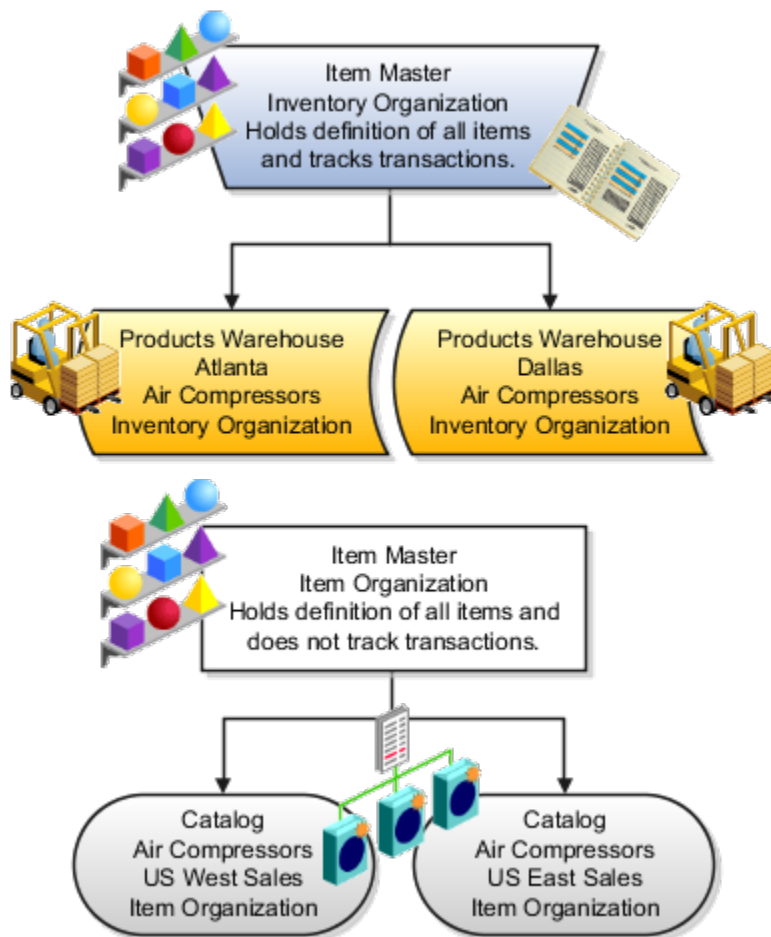 Item Master
Inventory Organization
Holds definition of all items
and tracks transactions.
Products Warehouse
Atlanta
Air Compressors
Inventory Organization
Products Warehouse
Dallas
Air Compressors
Inventory Organization
Item Master
Item Organization
Holds definition of all items and
does not track transactions.
Catalog
Air Compressors
US West Sales
Item Organization
Catalog
Air Compressors
US East Sales
Item Organization